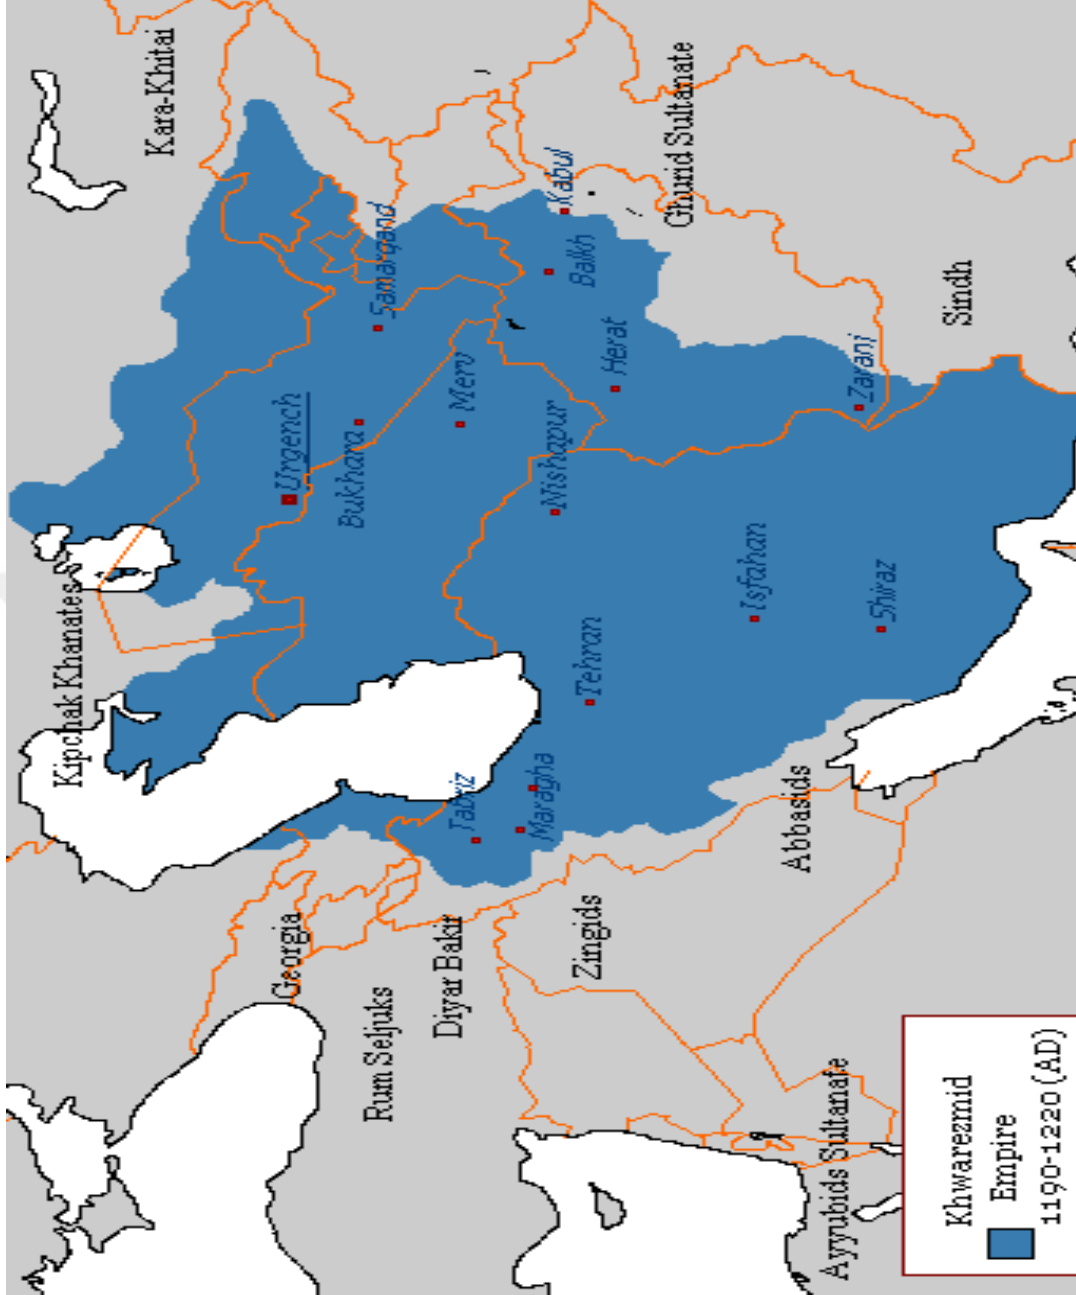 Kipchak Khanates
Kara-Khitai
Georgia
Rum Seljuks
Diyar Bakir
Zingids
Abbasids
Ayyubids Sultanate
Ghurid Sultanate
Sindh
Urgench
Bukhara
Samarqand
Merv
Nishapur
Herat
Balkh
Kabul
Zaranj
Tabriz
Maragha
Tehran
Isfahan
Shiraz
Khwarezmid
Empire
1190-1220 (AD)